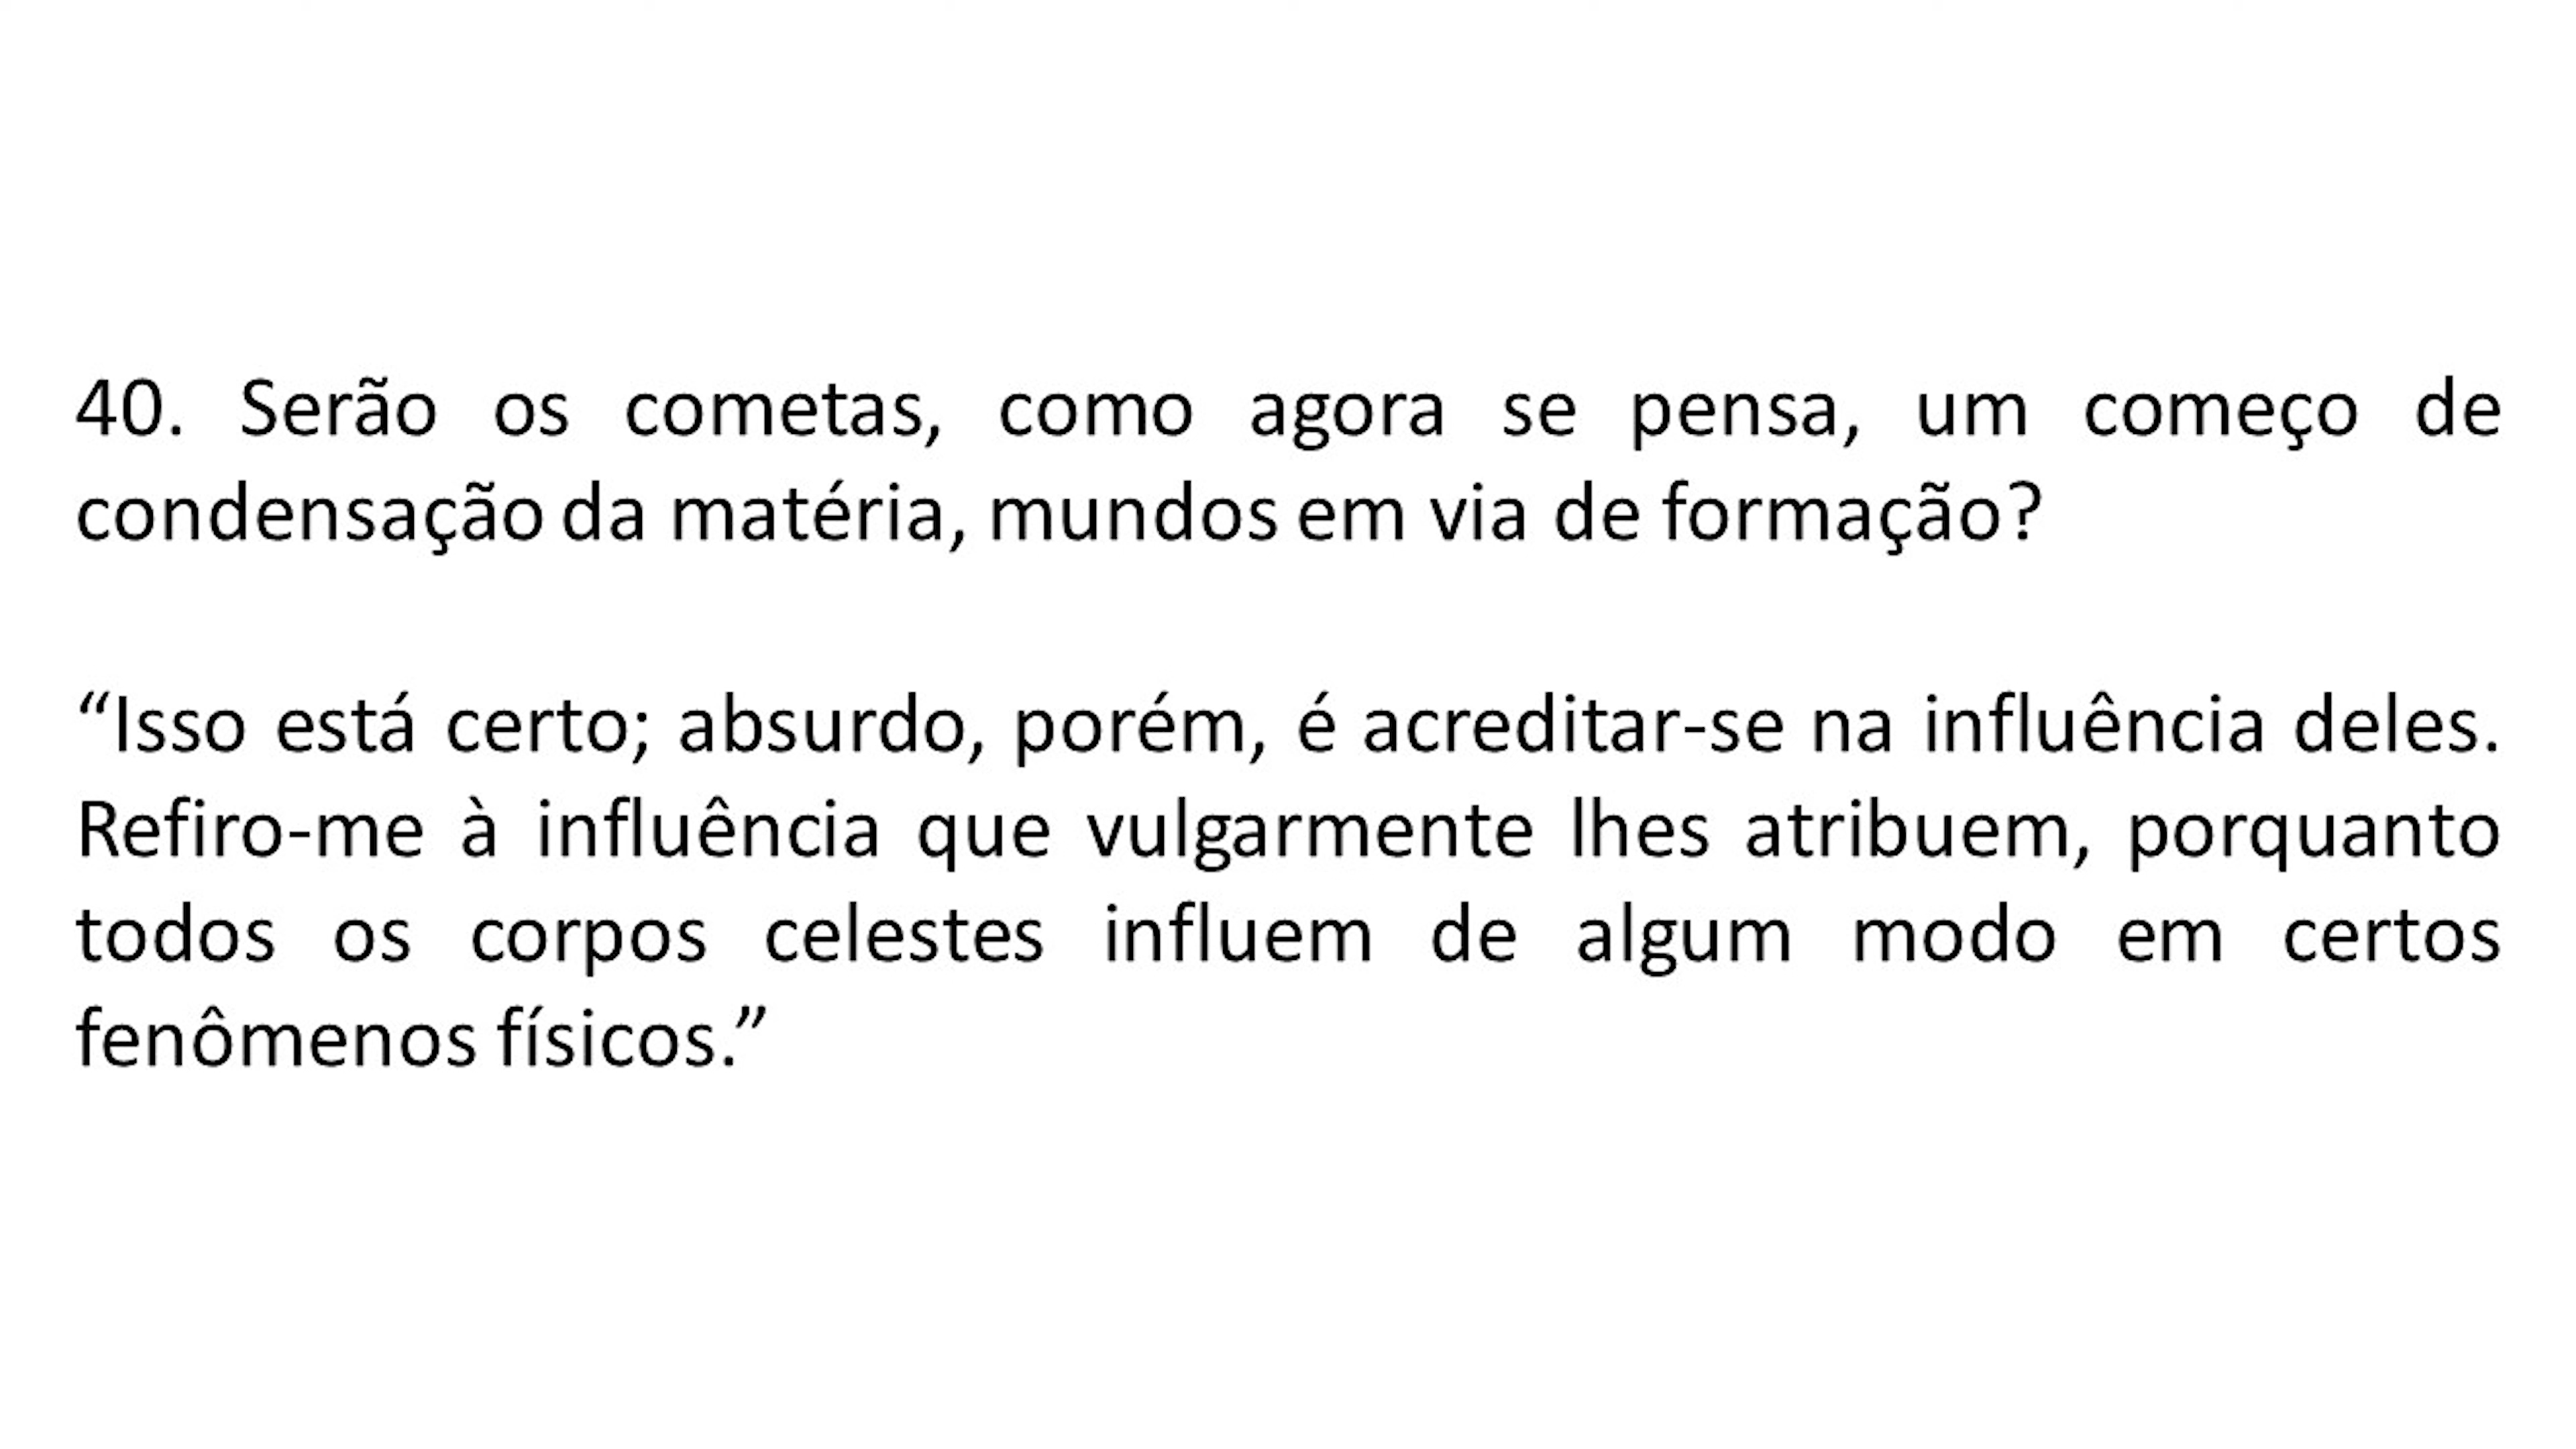 40. Serão os cometas, como agora se pensa, um começo de
condensação da matéria, mundos em via de formação?
“Isso está certo; absurdo, porém, é acreditar-se na influência deles.
Refiro-me à influência que vulgarmente lhes atribuem, porquanto
todos os corpos celestes influem de algum modo em certos
fenômenos físicos.”